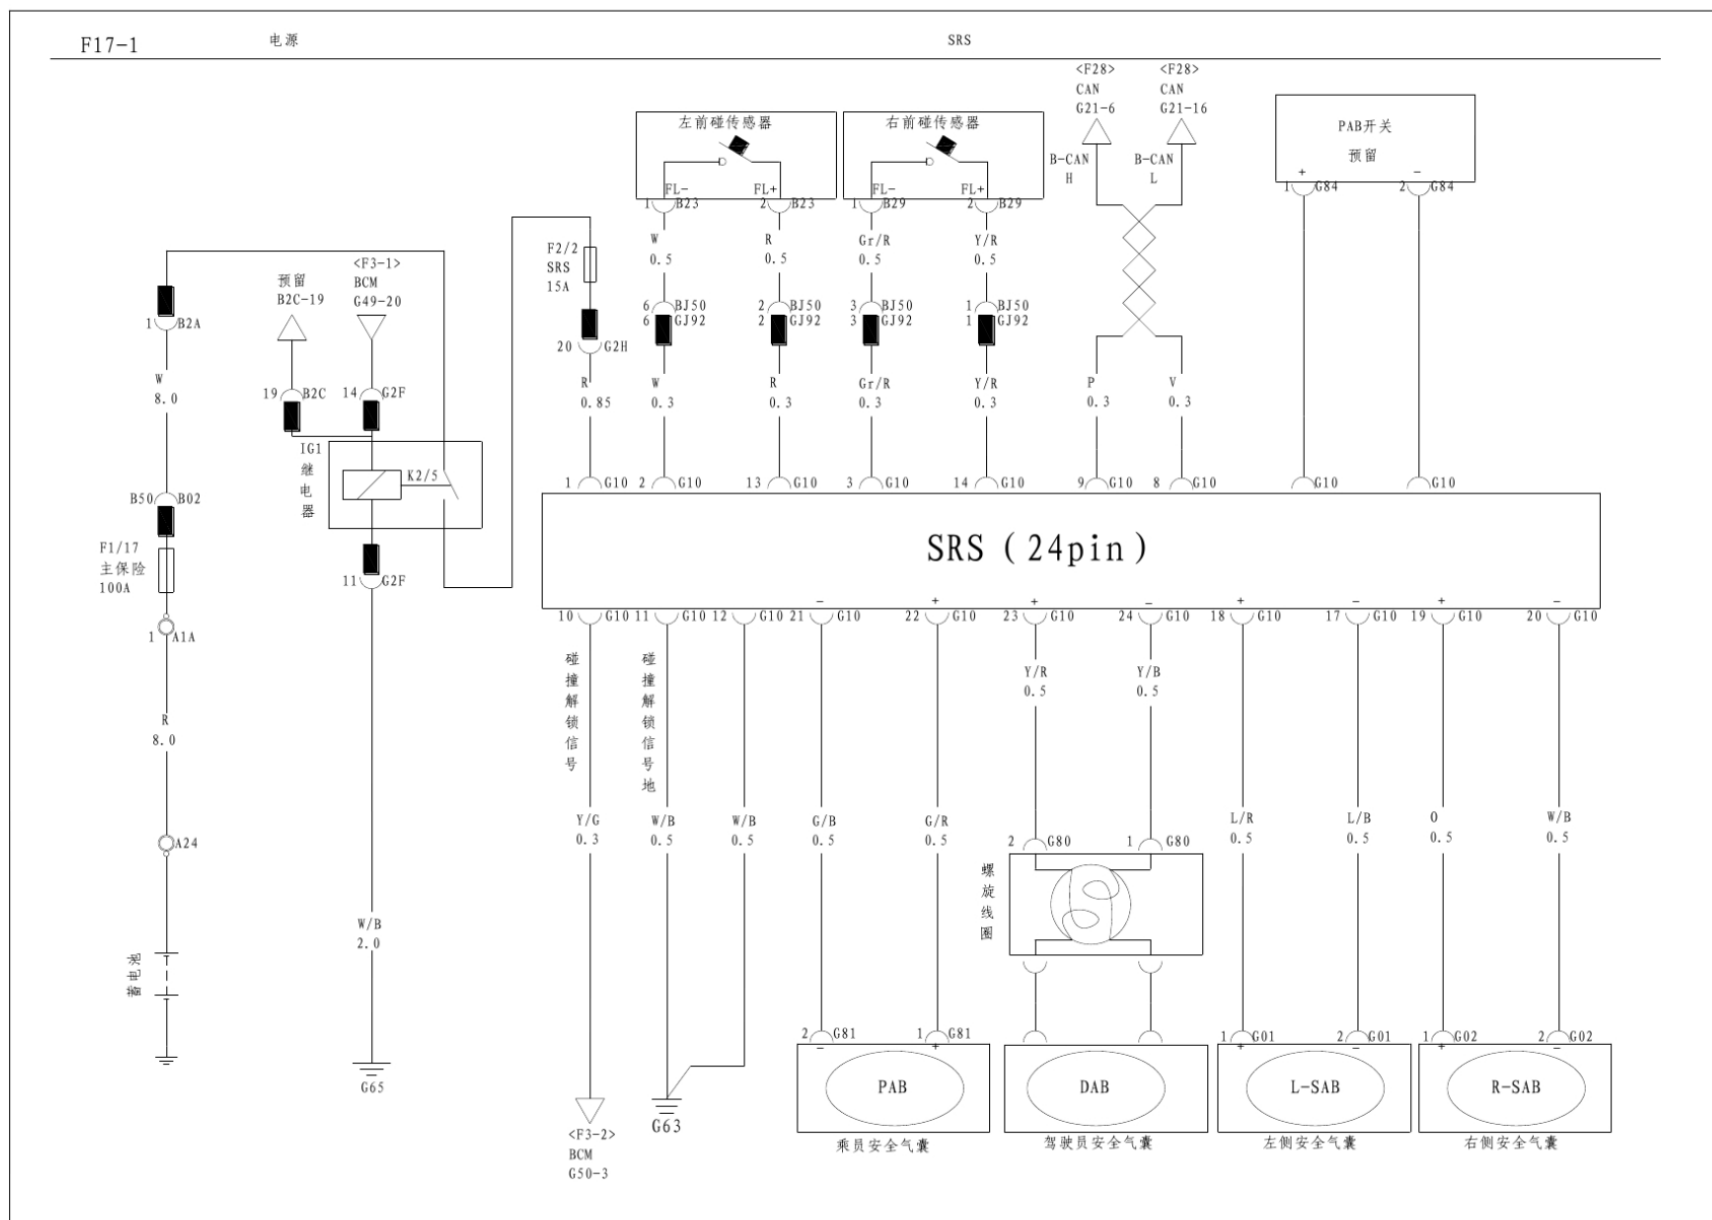 F17-1
电源
SRS
<F28>
CAN
G21-6
<F28>
CAN
G21-16
B-CAN
H
B-CAN
L
左前碰传感器
FL-
FL+
1 B23
2 B23
右前碰传感器
FL-
FL+
1 B29
2 B29
PAB开关
预留
+
-
1 G84
2 G84
W
0.5
R
0.5
Gr/R
0.5
Y/R
0.5
F2/2
SRS
15A
预留
B2C-19
<F3-1>
BCM
G49-20
6 BJ50
6 GJ92
2 BJ50
2 GJ92
3 BJ50
3 GJ92
1 BJ50
1 GJ92
1 B2A
20 G2H
W
8.0
19 B2C
14 G2F
R
0.85
W
0.3
R
0.3
Gr/R
0.3
Y/R
0.3
P
0.3
V
0.3
IG1
继
电
器
K2/5
1 G10
2 G10
13 G10
3 G10
14 G10
9 G10
8 G10
G10
G10
B50 B02
SRS (24pin)
F1/17
主保险
100A
11 G2F
-
+
+
-
+
-
+
-
10 G10
11 G10
12 G10
21 G10
22 G10
23 G10
24 G10
18 G10
17 G10
19 G10
20 G10
1 A1A
碰
撞
解
锁
信
号
碰
撞
解
锁
信
号
地
Y/R
0.5
Y/B
0.5
R
8.0
Y/G
0.3
W/B
0.5
W/B
0.5
G/B
0.5
G/R
0.5
L/R
0.5
L/B
0.5
O
0.5
W/B
0.5
A24
2 G80
1 G80
螺
旋
线
圈
W/B
2.0
蓄电池
G65
2 G81
1 G81
-
+
PAB
乘员安全气囊
DAB
驾驶员安全气囊
1 G01
2 G01
+
-
L-SAB
左侧安全气囊
1 G02
2 G02
+
-
R-SAB
右侧安全气囊
G63
<F3-2>
BCM
G50-3